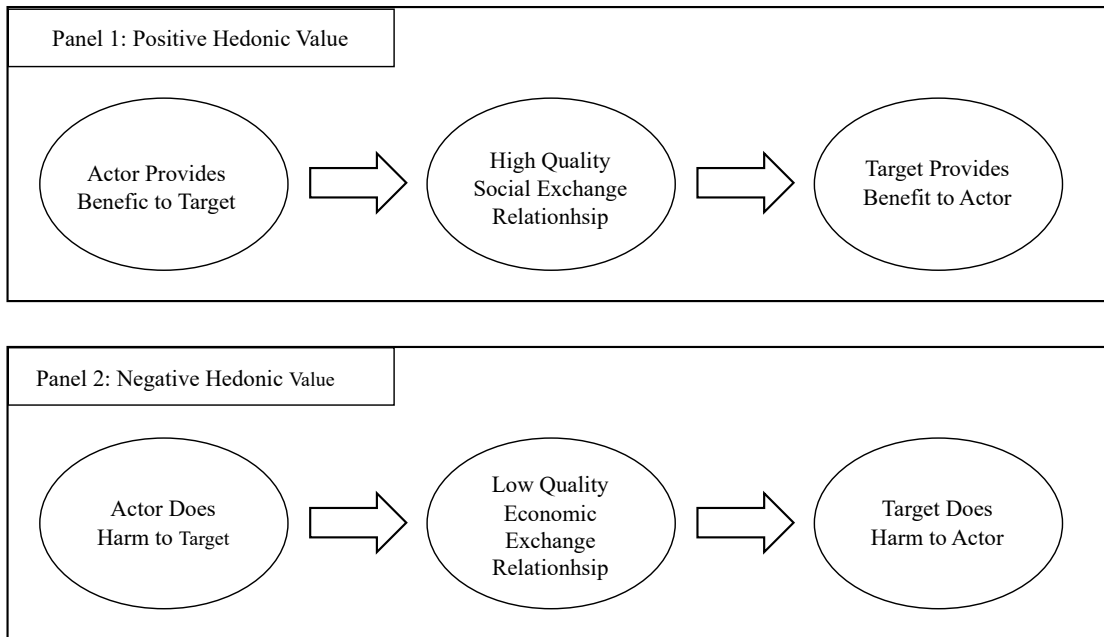 Panel 1: Positive Hedonic Value
Actor Provides
Benefic to Target
High Quality
Social Exchange
Relationhsip
Target Provides
Benefit to Actor
Panel 2: Negative Hedonic Value
Actor Does
Harm to Target
Low Quality
Economic
Exchange
Relationhsip
Target Does
Harm to Actor